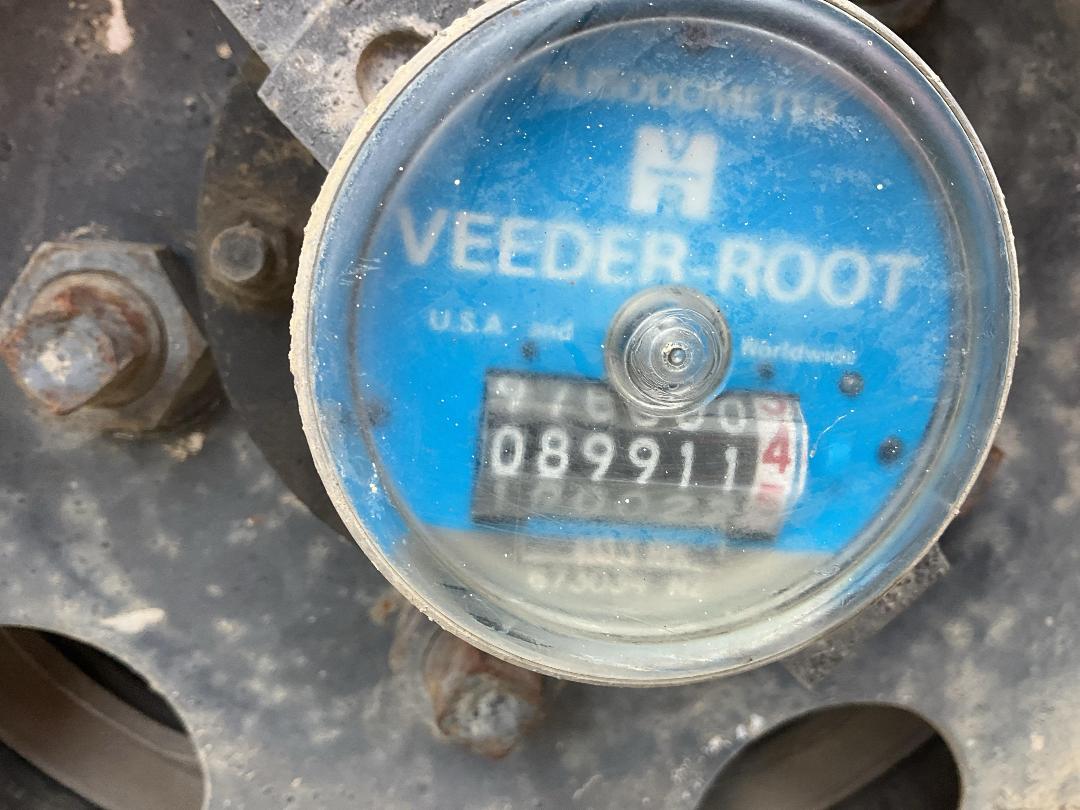 HUBODOMETER
VEEDER-ROOT
U.S.A. and Worldwide
0899114